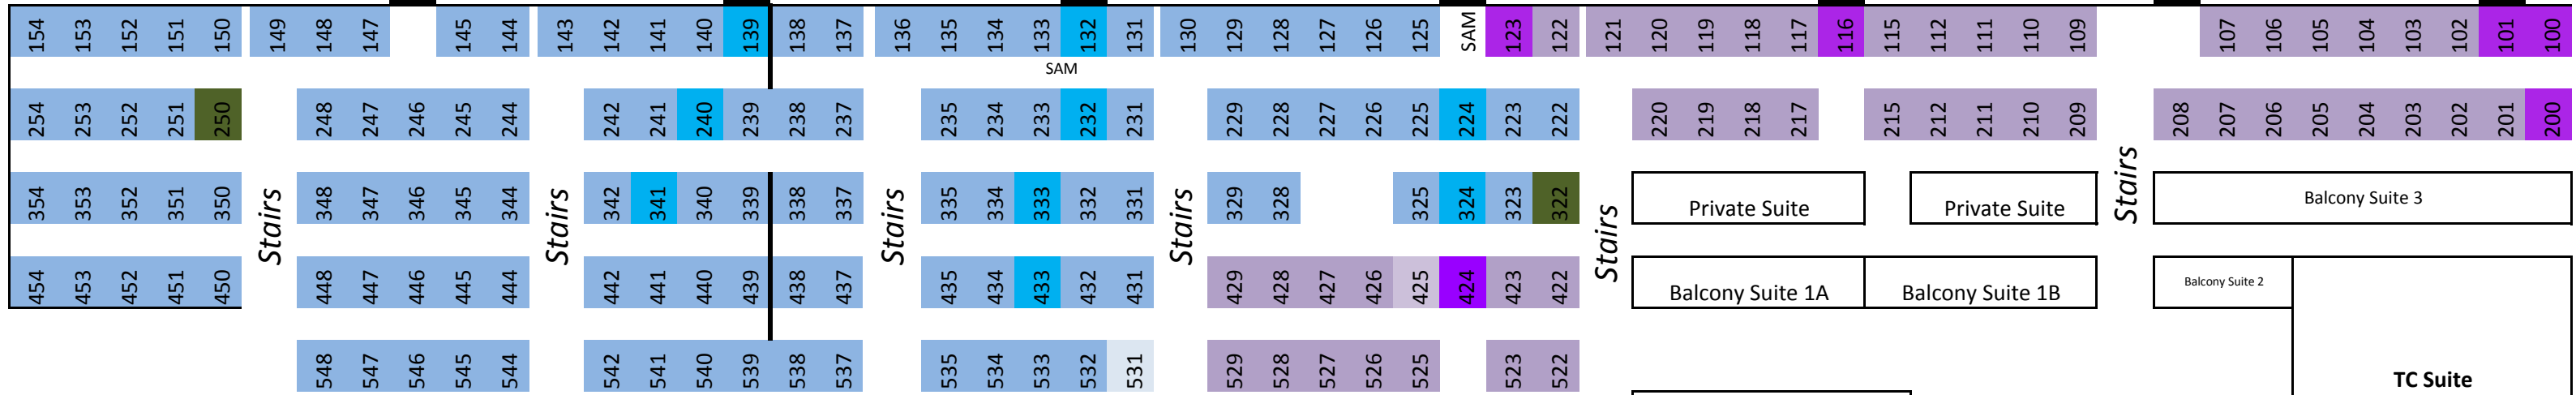 154 153 152 151 150 149 148 147 145 144 143 142 141 140 139 138 137 136 135 134 133 132 131 130 129 128 127 126 125 SAM 123 122 121 120 119 118 117 116 115 112 111 110 109 107 106 105 104 103 102 101 100
SAM
254 253 252 251 250 248 247 246 245 244 242 241 240 239 238 237 235 234 233 232 231 229 228 227 226 225 224 223 222 220 219 218 217 215 212 211 210 209 208 207 206 205 204 203 202 201 200
354 353 352 351 350 348 347 346 345 344 342 341 340 339 338 337 335 334 333 332 331 329 328 325 324 323 322 Private Suite Private Suite Balcony Suite 3
Stairs Stairs Stairs Stairs Stairs Stairs
454 453 452 451 450 448 447 446 445 444 442 441 440 439 438 437 435 434 433 432 431 429 428 427 426 425 424 423 422 Balcony Suite 1A Balcony Suite 1B Balcony Suite 2
548 547 546 545 544 542 541 540 539 538 537 535 534 533 532 531 529 528 527 526 525 523 522 TC Suite